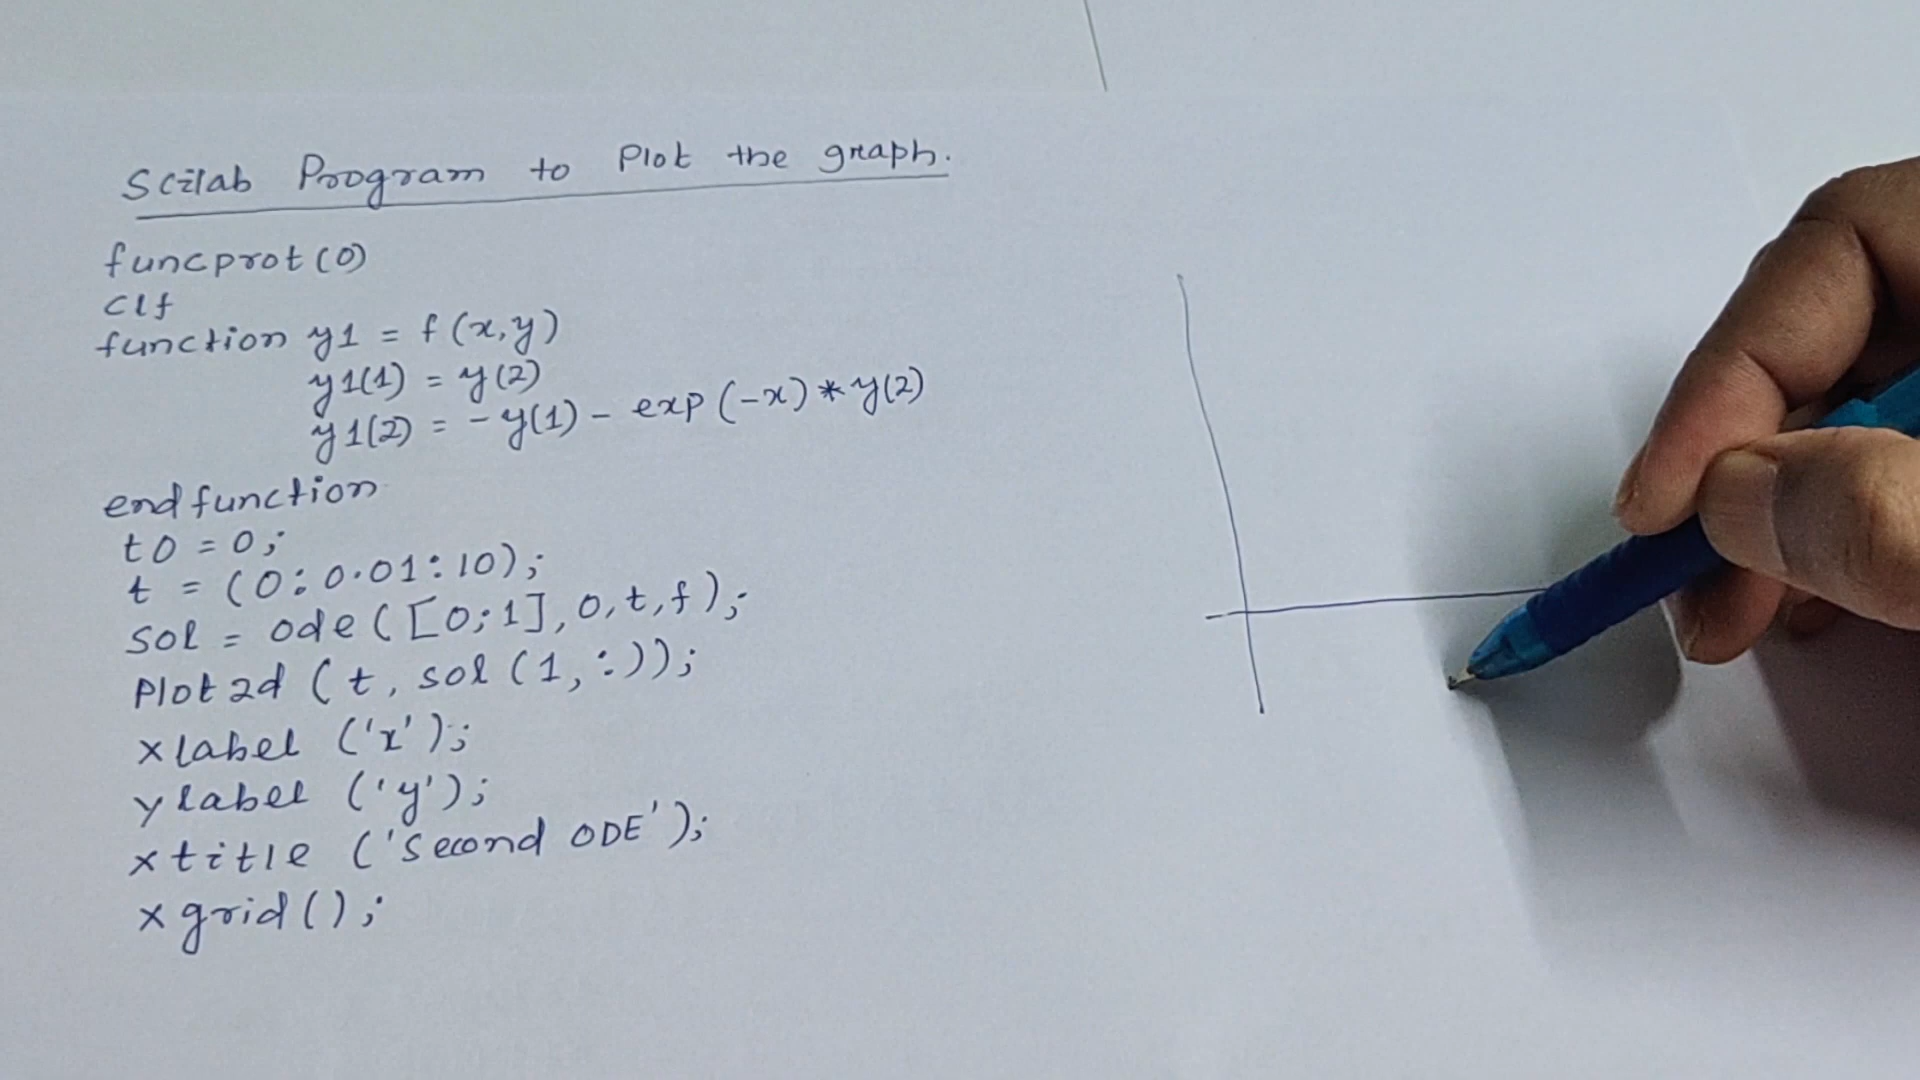 Scilab Program to Plot the graph.
funcprot(0)
clf
function y1 = f(x,y)
y1(1) = y(2)
y1(2) = -y(1) - exp(-x)*y(2)
endfunction
t0 = 0;
t = (0:0.01:10);
sol = ode([0;1],0,t,f);
Plot2d (t, sol (1,:));
xlabel ('x');
ylabel ('y');
xtitle ('Second ODE');
xgrid();